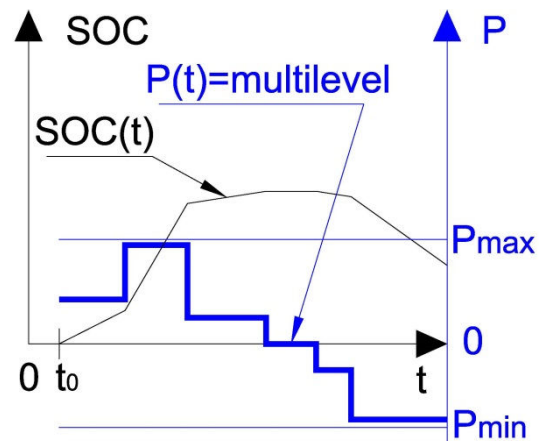 SOC P
P(t)=multilevel
SOC(t)
Pmax
0
0 t0 t
Pmin